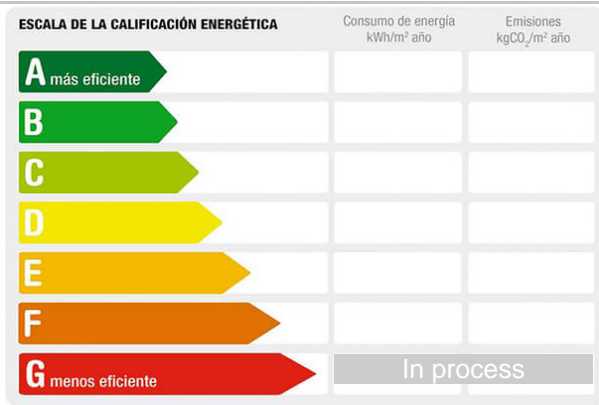 ESCALA DE LA CALIFICACIÓN ENERGÉTICA
Consumo de energía
kWh/m² año
Emisiones
kgCO₂/m² año
A más eficiente
B
C
D
E
F
G menos eficiente
In process